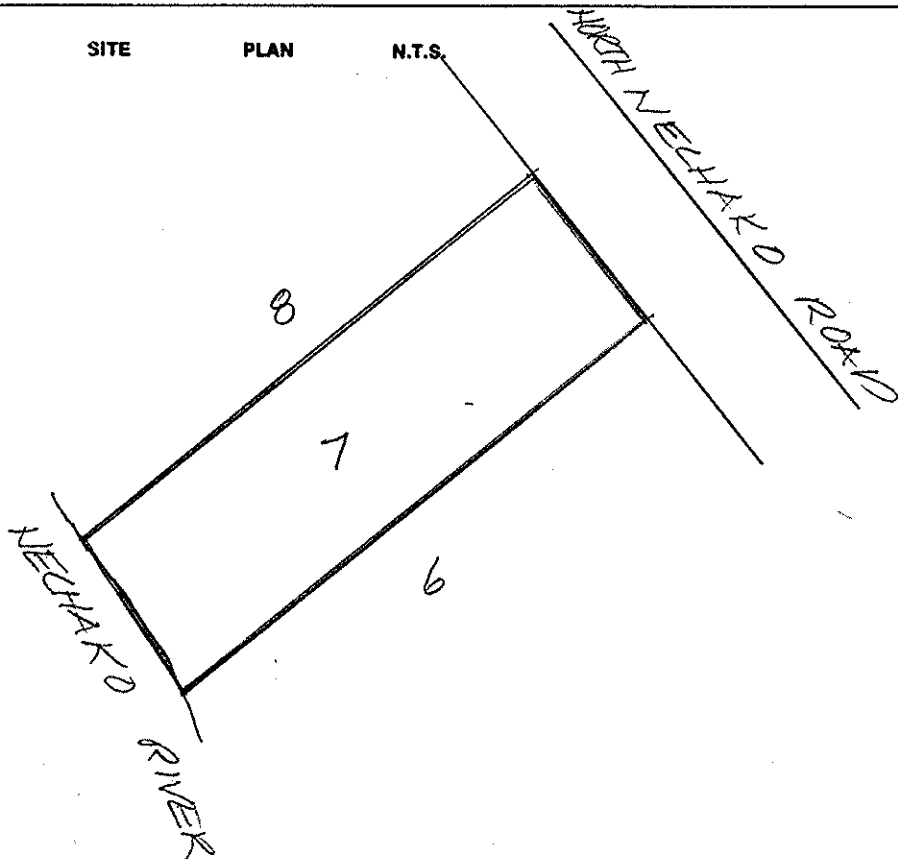 SITE PLAN N.T.S.
NORTH NECHAKO ROAD
8
7
6
NECHAKO RIVER